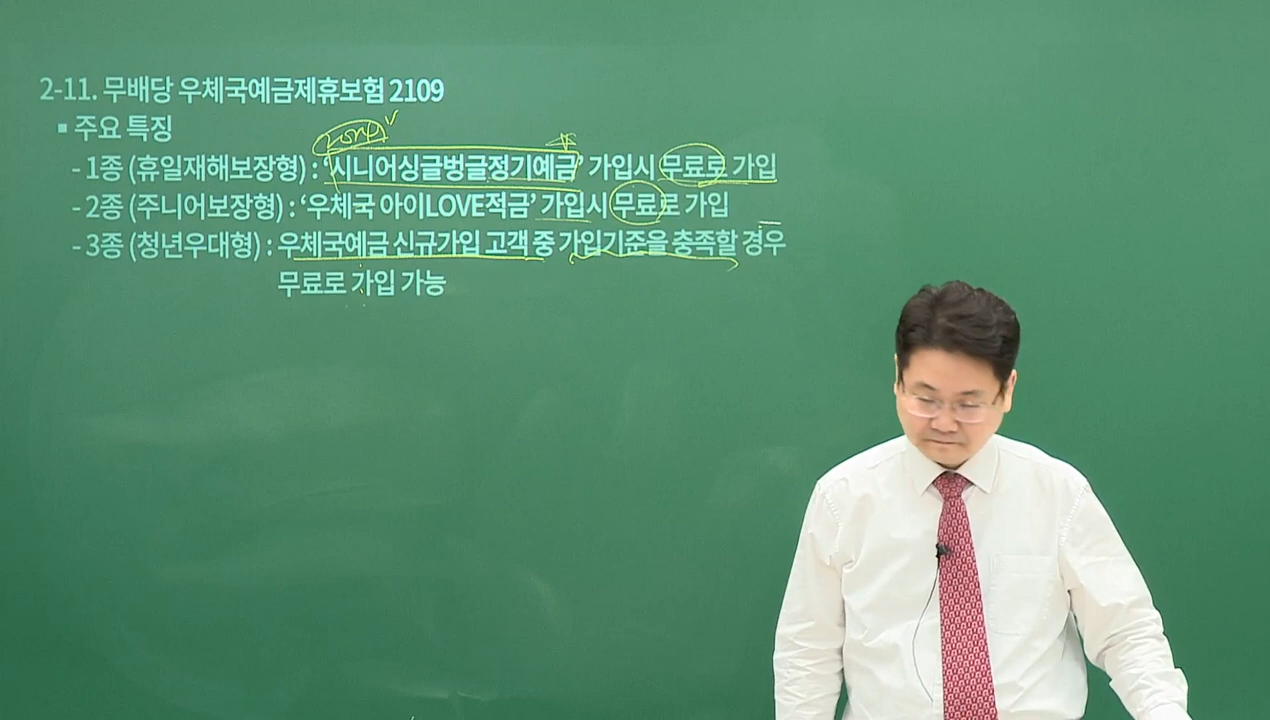 2-11. 무배당 우체국예금제휴보험 2109
▪ 주요 특징
- 1종 (휴일재해보장형) : ‘시니어싱글벙글정기예금’ 가입시 무료로 가입
- 2종 (주니어보장형) : ‘우체국 아이LOVE적금’ 가입시 무료로 가입
- 3종 (청년우대형) : 우체국예금 신규가입 고객 중 가입기준을 충족할 경우
무료로 가입 가능